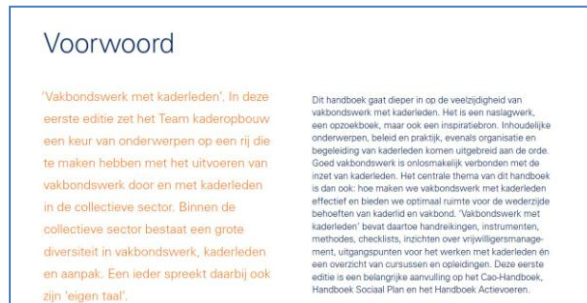 Voorwoord
'Vakbondswerk met kaderleden'. In deze
eerste editie zet het Team kaderopbouw
een keur van onderwerpen op een rij die
te maken hebben met het uitvoeren van
vakbondswerk door en met kaderleden
in de collectieve sector. Binnen de
collectieve sector bestaat een grote
diversiteit in vakbondswerk, kaderleden
en aanpak. Een ieder spreekt daarbij ook
zijn 'eigen taal'.
Dit handboek gaat dieper in op de veelzijdigheid van
vakbondswerk met kaderleden. Het is een naslagwerk,
een opzoekboek, maar ook een inspiratiebron. Inhoudelijke
onderwerpen, beleid en praktijk, evenals organisatie en
begeleiding van kaderleden komen uitgebreid aan de orde.
Goed vakbondswerk is onlosmakelijk verbonden met de
inzet van kaderleden. Het centrale thema van dit handboek
is dan ook: hoe maken we vakbondswerk met kaderleden
effectief en bieden we optimaal ruimte voor de wederzijdse
behoeften van kaderlid en vakbond. 'Vakbondswerk met
kaderleden' bevat daartoe handreikingen, instrumenten,
methodes, checklists, inzichten over vrijwilligersmanage-
ment, uitgangspunten voor het werken met kaderleden én
een overzicht van cursussen en opleidingen. Deze eerste
editie is een belangrijke aanvulling op het Cao-Handboek,
Handboek Sociaal Plan en het Handboek Actievoeren.